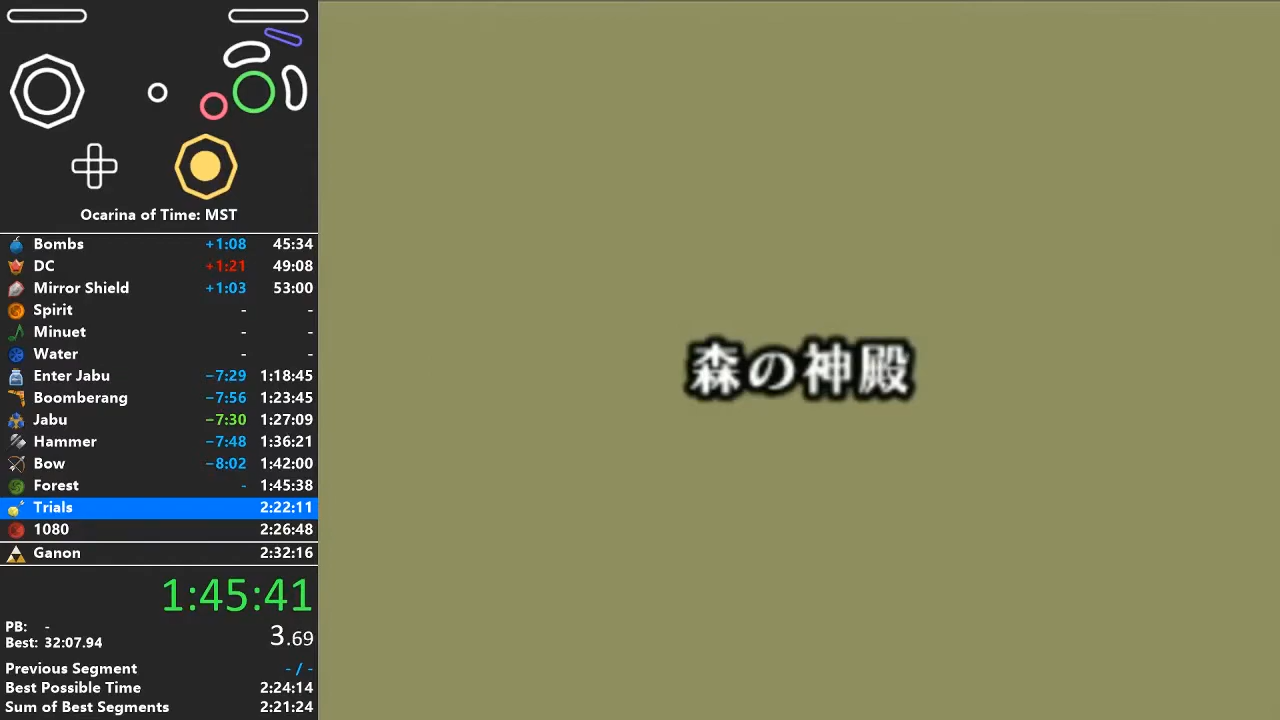 Ocarina of Time: MST
Bombs +1:08 45:34
DC +1:21 49:08
Mirror Shield +1:03 53:00
Spirit - -
Minuet - -
Water - -
Enter Jabu −7:29 1:18:45
Boomberang −7:56 1:23:45
Jabu −7:30 1:27:09
Hammer −7:48 1:36:21
Bow −8:02 1:42:00
Forest - 1:45:38
Trials 2:22:11
1080 2:26:48
Ganon 2:32:16
1:45:41
PB: -
Best: 32:07.94
3.69
Previous Segment - / -
Best Possible Time 2:24:14
Sum of Best Segments 2:21:24
森の神殿